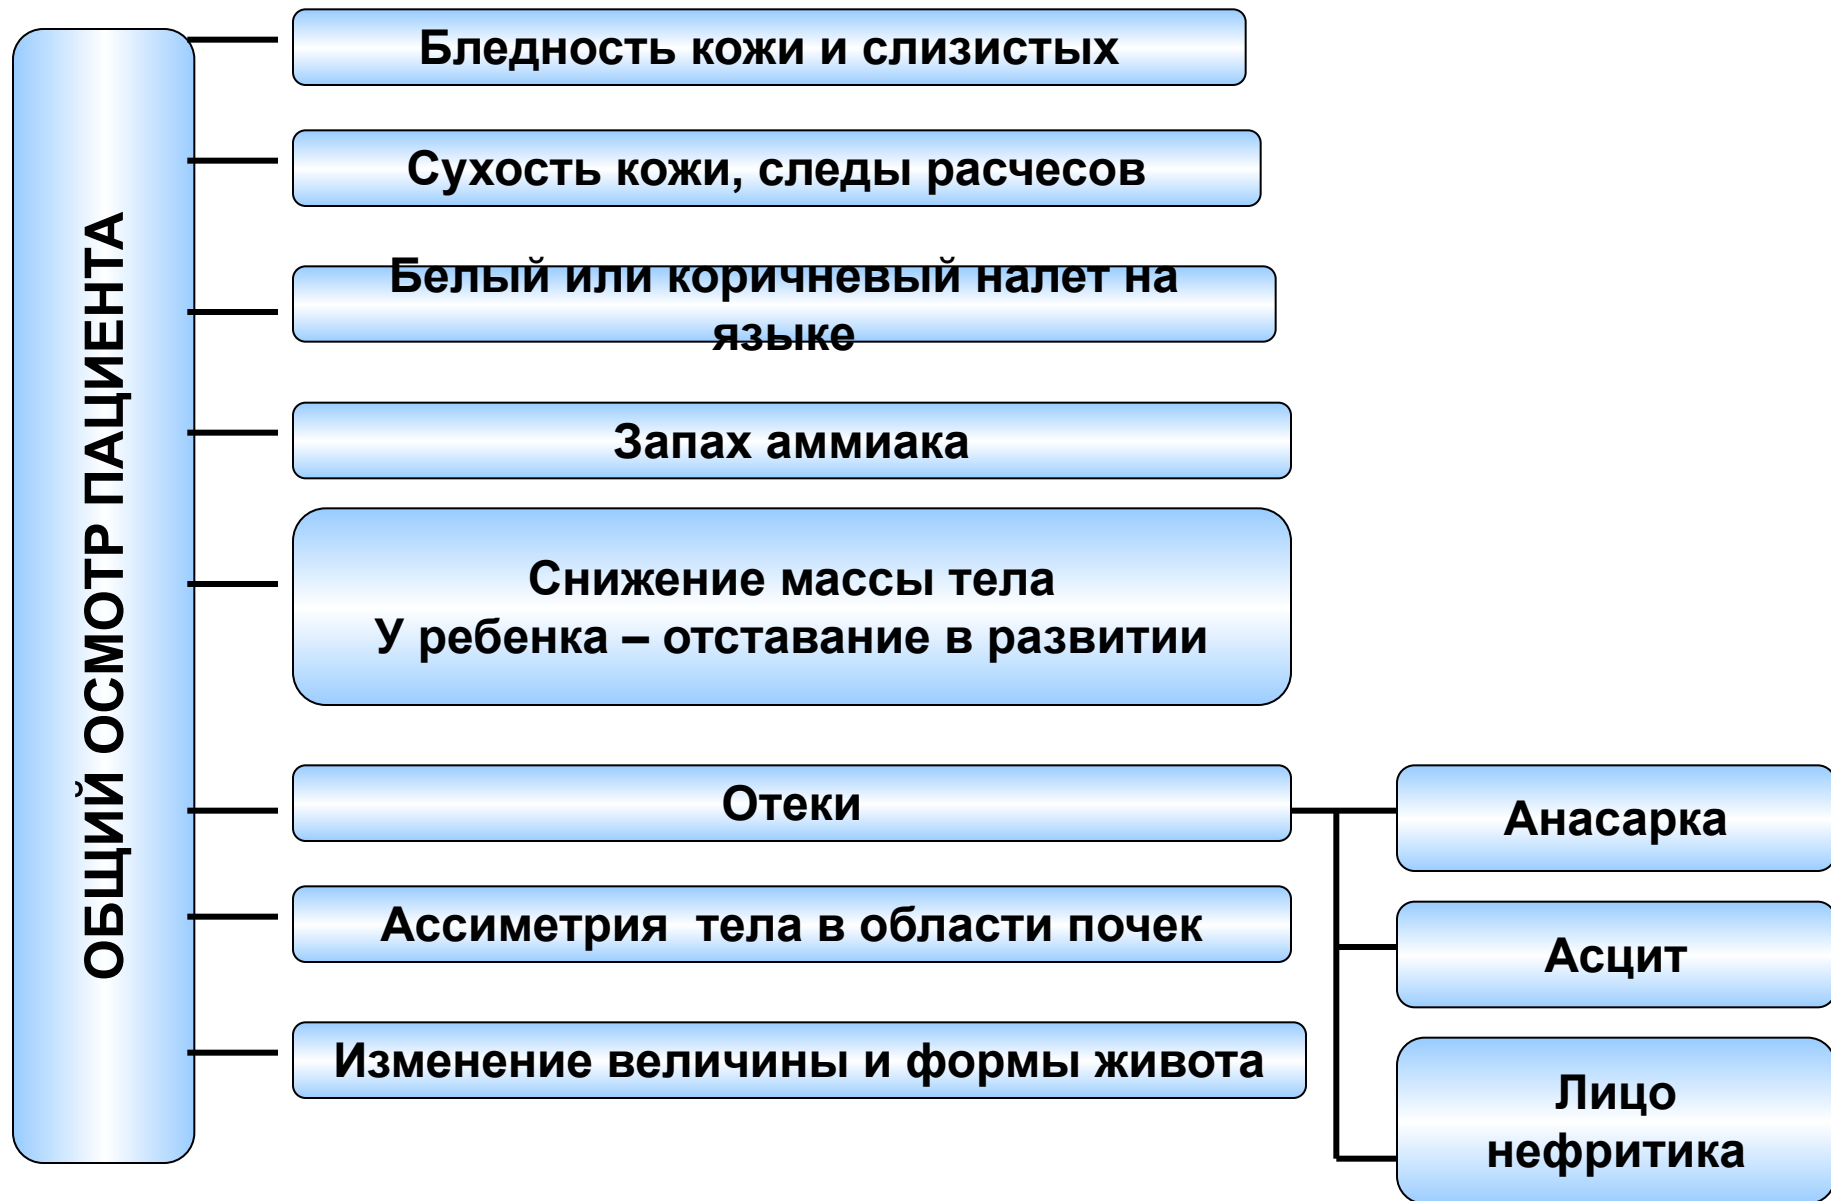 ОБЩИЙ ОСМОТР ПАЦИЕНТА
Бледность кожи и слизистых
Сухость кожи, следы расчесов
Белый или коричневый налет на
языке
Запах аммиака
Снижение массы тела
У ребенка – отставание в развитии
Отеки
Ассиметрия тела в области почек
Изменение величины и формы живота
Анасарка
Асцит
Лицо
нефритика